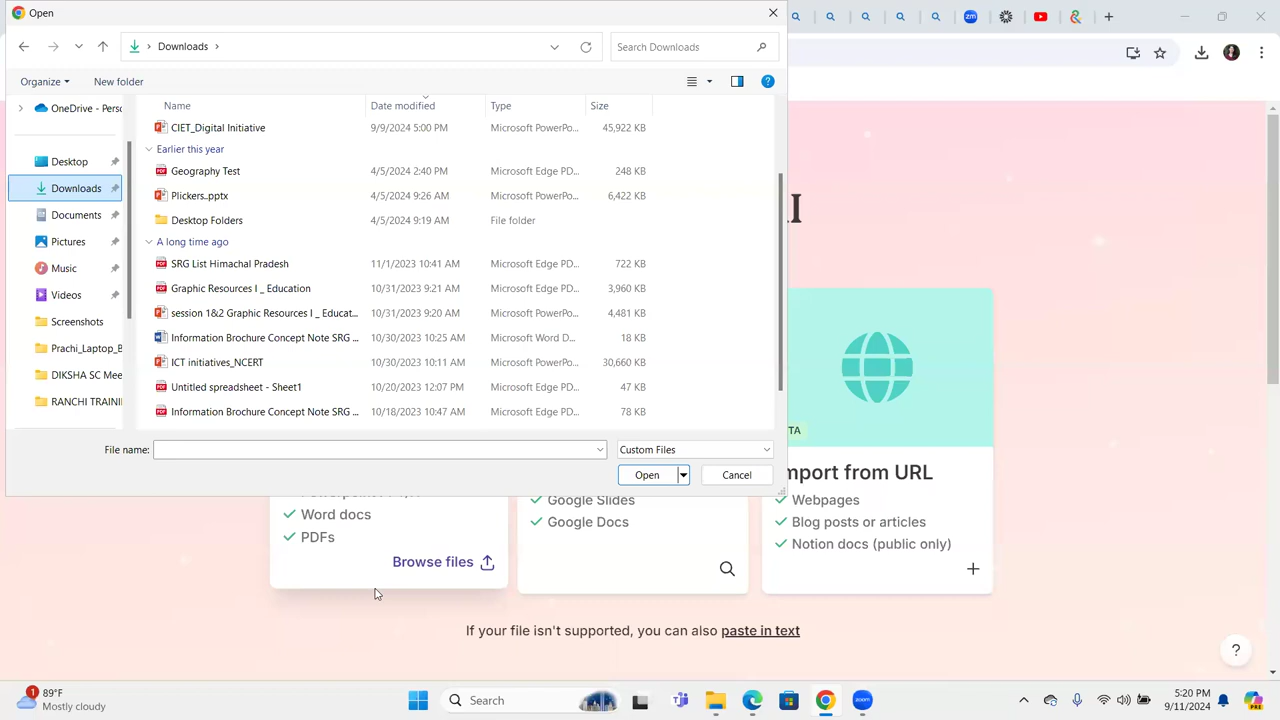 Open
Downloads
Search Downloads
Organize
New folder
OneDrive - Perso
Desktop
Downloads
Documents
Pictures
Music
Videos
Screenshots
Prachi_Laptop_B
DIKSHA SC Mee
RANCHI TRAINI
Name Date modified Type Size
CIET_Digital Initiative 9/9/2024 5:00 PM Microsoft PowerPo... 45,922 KB
Earlier this year
Geography Test 4/5/2024 2:40 PM Microsoft Edge PD... 248 KB
Plickers..pptx 4/5/2024 9:26 AM Microsoft PowerPo... 6,422 KB
Desktop Folders 4/5/2024 9:19 AM File folder
A long time ago
SRG List Himachal Pradesh 11/1/2023 10:41 AM Microsoft Edge PD... 722 KB
Graphic Resources I _ Education 10/31/2023 9:21 AM Microsoft Edge PD... 3,960 KB
session 1&2 Graphic Resources I _ Educat... 10/31/2023 9:20 AM Microsoft PowerPo... 4,481 KB
Information Brochure Concept Note SRG ... 10/30/2023 10:25 AM Microsoft Word D... 18 KB
ICT initiatives_NCERT 10/30/2023 10:11 AM Microsoft PowerPo... 30,660 KB
Untitled spreadsheet - Sheet1 10/20/2023 12:07 PM Microsoft Edge PD... 47 KB
Information Brochure Concept Note SRG ... 10/18/2023 10:47 AM Microsoft Edge PD... 78 KB
File name:
Custom Files
Open
Cancel
zm
I
TA
mport from URL
Webpages
Blog posts or articles
Notion docs (public only)
Google Slides
Google Docs
Word docs
PDFs
Browse files
If your file isn't supported, you can also paste in text
?
1
89°F
Mostly cloudy
Search
zoom
5:20 PM
9/11/2024
PRE